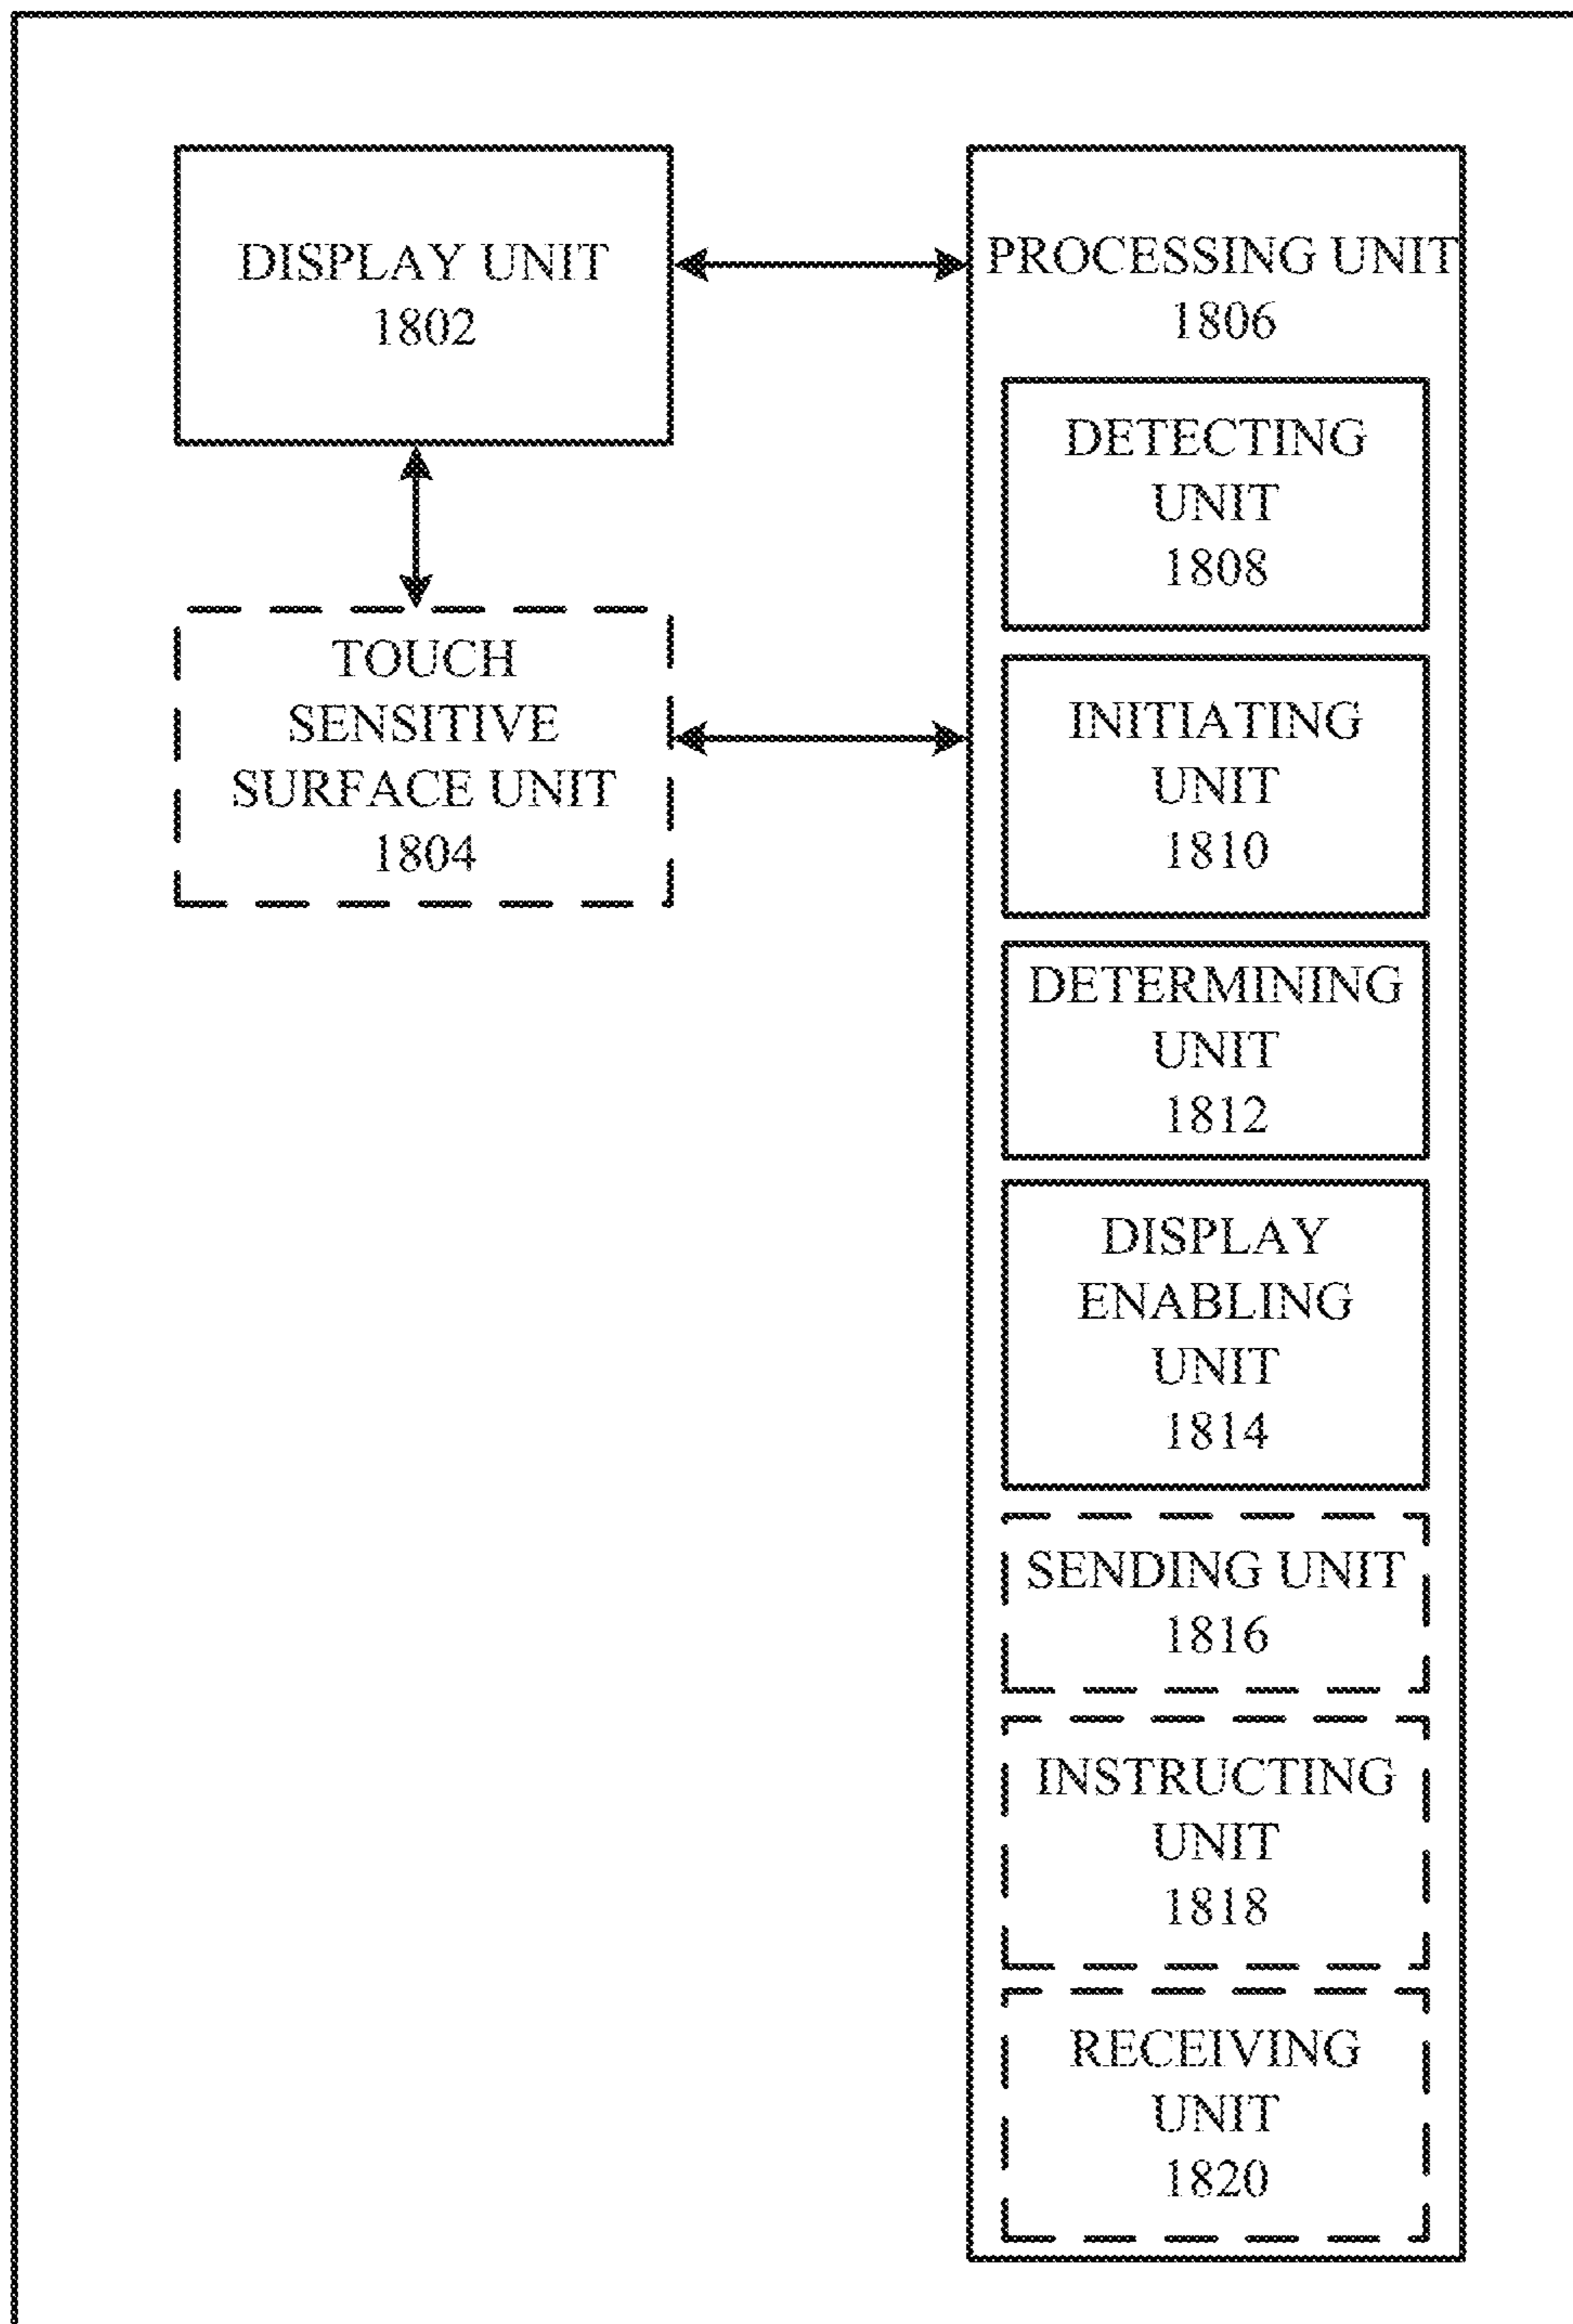 DISPLAY UNIT
1802
TOUCH
SENSITIVE
SURFACE UNIT
1804
PROCESSING UNIT
1806
DETECTING
UNIT
1808
INITIATING
UNIT
1810
DETERMINING
UNIT
1812
DISPLAY
ENABLING
UNIT
1814
SENDING UNIT
1816
INSTRUCTING
UNIT
1818
RECEIVING
UNIT
1820